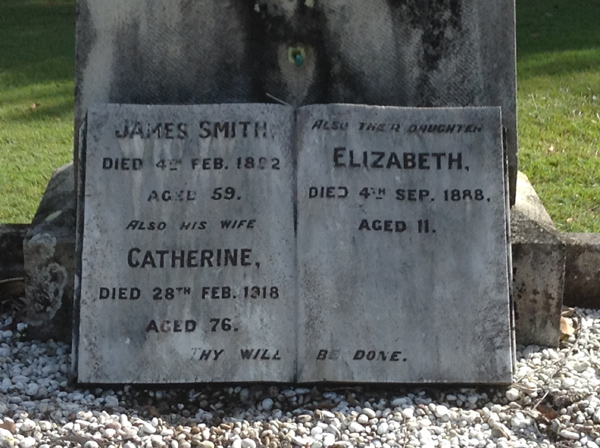 JAMES SMITH,
DIED 4TH FEB. 1892
AGED 59.
ALSO HIS WIFE
CATHERINE,
DIED 28TH FEB. 1918
AGED 76.
ALSO THEIR DAUGHTER
ELIZABETH,
DIED 4TH SEP. 1888,
AGED 11.
THY WILL BE DONE.